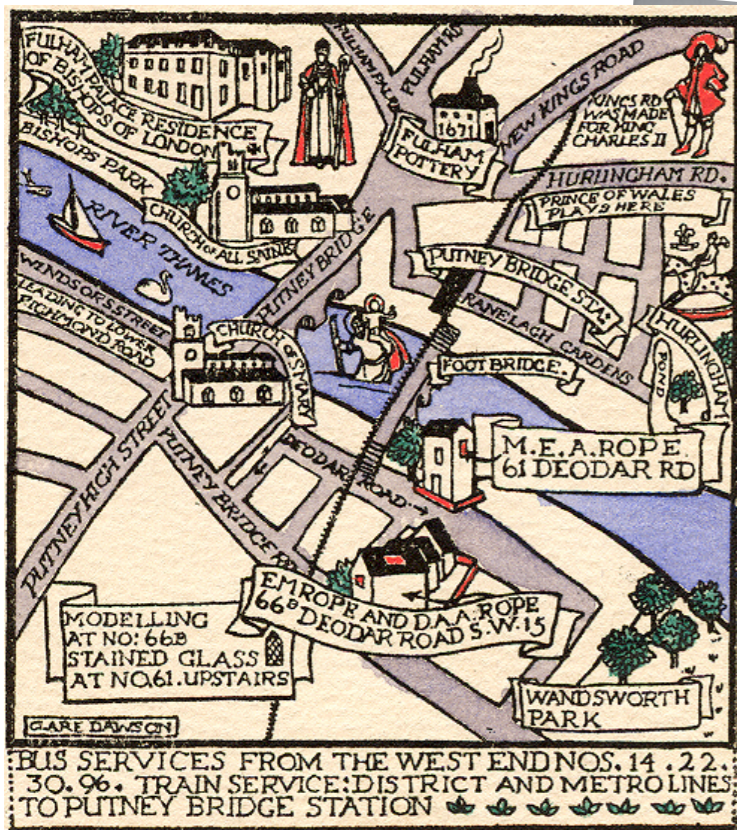 FULHAM PALACE RESIDENCE
OF BISHOPS OF
LONDON
FULHAM PALACE
FULHAM RD
NEW KINGS ROAD
1671
FULHAM
POTTERY
KINGS RD
WAS MADE
FOR KING
CHARLES II
HURLINGHAM RD.
PRINCE OF WALES
PLAYS HERE
BISHOPS PARK
CHURCH OF ALL SAINTS
RIVER THAMES
PUTNEY BRIDGE
PUTNEY BRIDGE STA:
RANELAGH GARDENS
HURLINGHAM
POND
WINDSOR STREET
LEADING TO LOWER
RICHMOND ROAD
CHURCH OF S. MARY
FOOTBRIDGE.
M.E.A. ROPE
61 DEODAR RD
PUTNEY HIGH STREET
PUTNEY BRIDGE
DEODAR ROAD
E.M. ROPE AND D.A.A. ROPE
66B DEODAR ROAD S.W.15
MODELLING
AT NO: 66B
STAINED GLASS
AT NO.61. UPSTAIRS
WANDSWORTH
PARK
CLARE DAWSON
BUS SERVICES FROM THE WEST END NOS. 14. 22.
30. 96. TRAIN SERVICE: DISTRICT AND METRO LINES
TO PUTNEY BRIDGE STATION